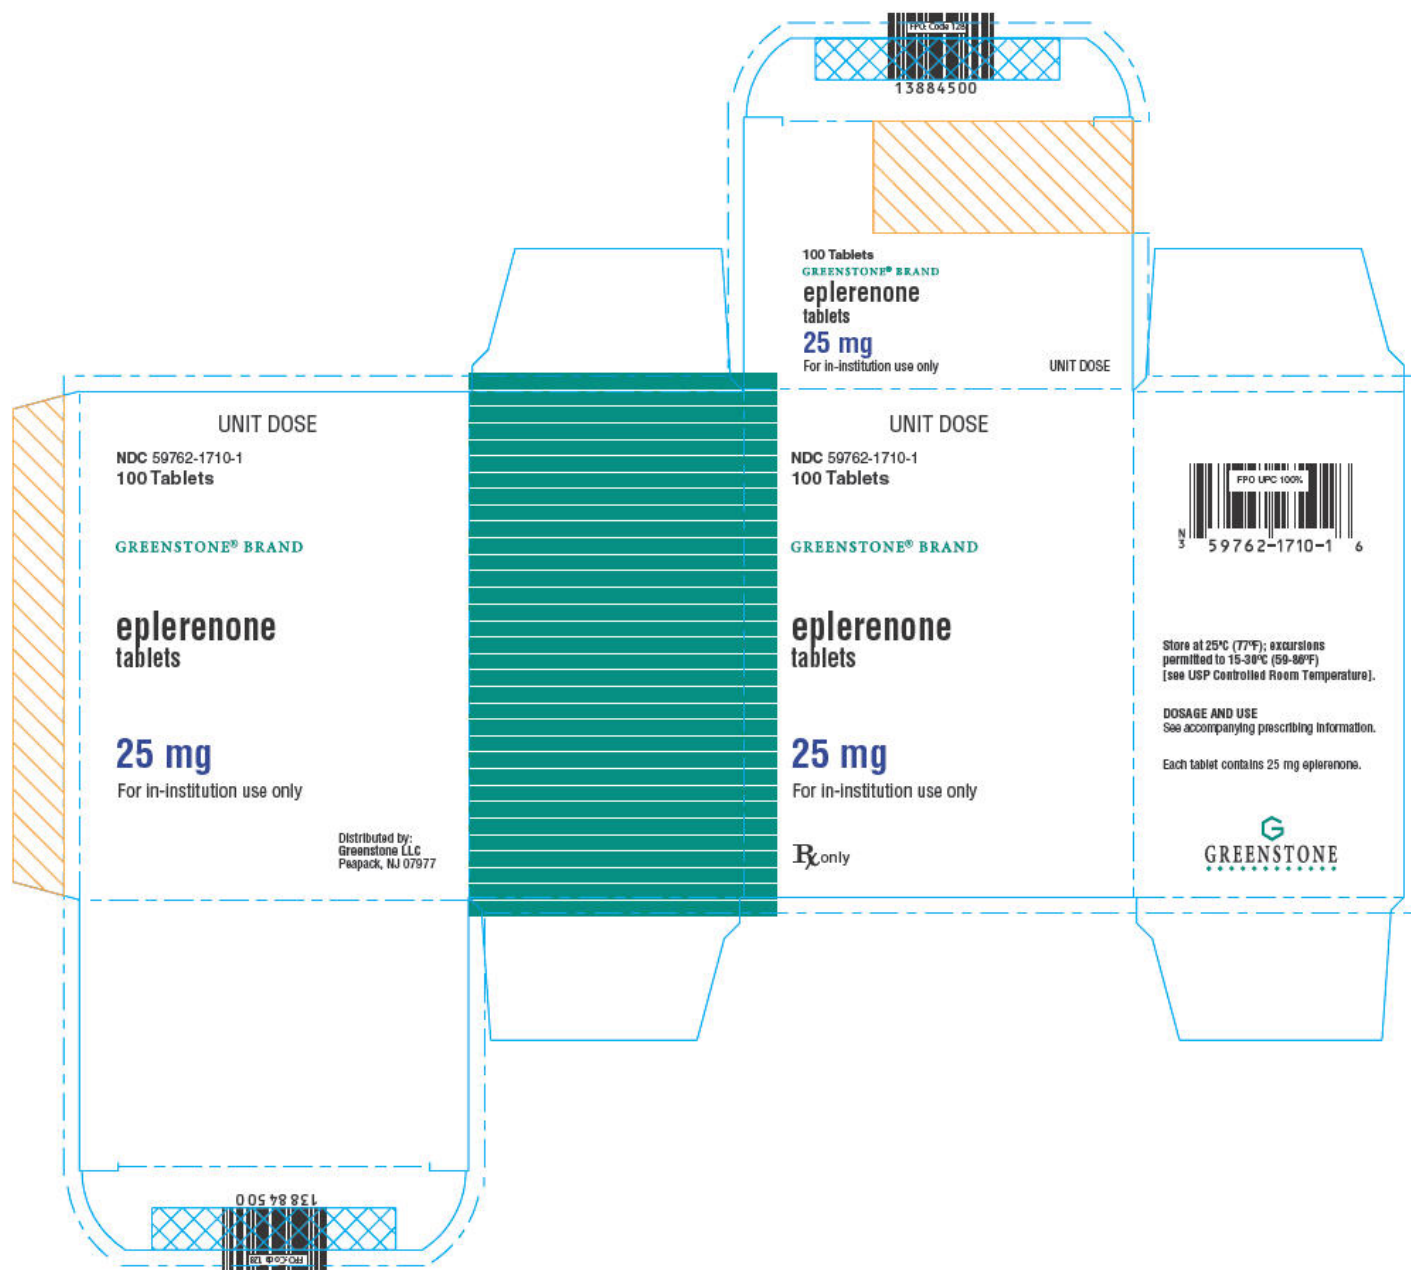 FPO: Code 128
13884500
100 Tablets
GREENSTONE® BRAND
eplerenone
tablets
25 mg
For in-institution use only
UNIT DOSE
UNIT DOSE
NDC 59762-1710-1
100 Tablets
GREENSTONE® BRAND
eplerenone
tablets
25 mg
For in-institution use only
Distributed by:
Greenstone LLC
Peapack, NJ 07977
UNIT DOSE
NDC 59762-1710-1
100 Tablets
GREENSTONE® BRAND
eplerenone
tablets
25 mg
For in-institution use only
Rx only
FPO UPC 100%
N
3
59762-1710-1 6
Store at 25°C (77°F); excursions
permitted to 15-30°C (59-86°F)
[see USP Controlled Room Temperature].
DOSAGE AND USE
See accompanying prescribing information.
Each tablet contains 25 mg eplerenone.
G
GREENSTONE
13884500
FPO: Code 128